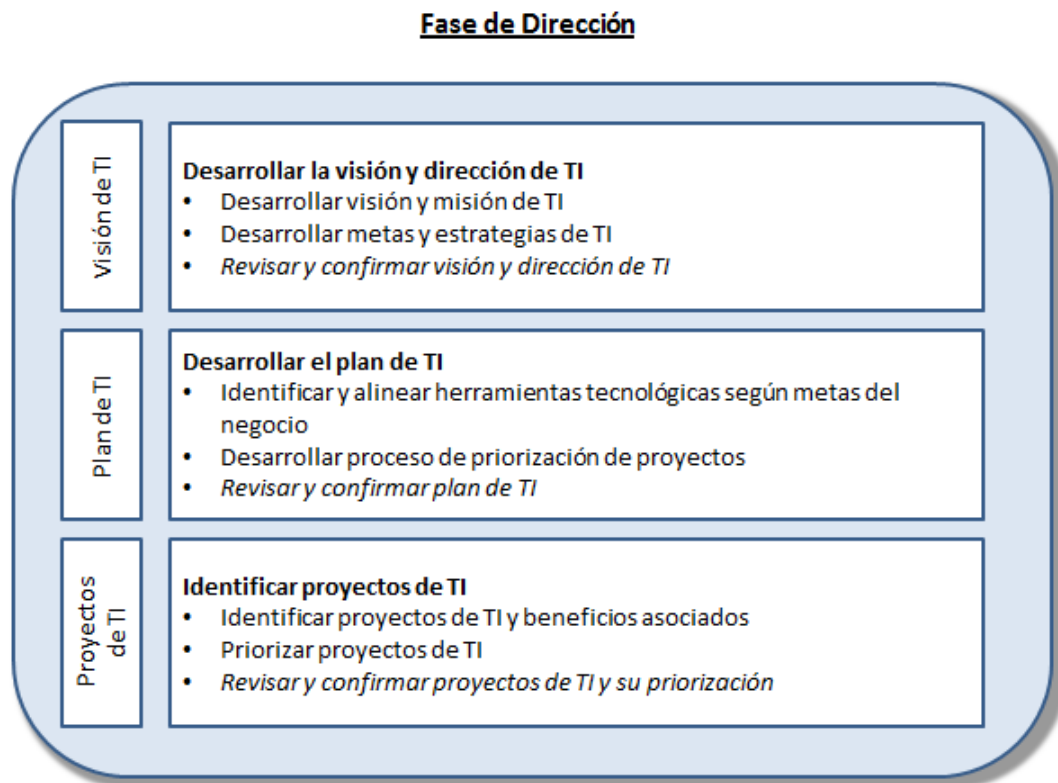 Fase de Dirección
Visión de TI
Desarrollar la visión y dirección de TI
• Desarrollar visión y misión de TI
• Desarrollar metas y estrategias de TI
• Revisar y confirmar visión y dirección de TI
Plan de TI
Desarrollar el plan de TI
• Identificar y alinear herramientas tecnológicas según metas del
negocio
• Desarrollar proceso de priorización de proyectos
• Revisar y confirmar plan de TI
Proyectos
de TI
Identificar proyectos de TI
• Identificar proyectos de TI y beneficios asociados
• Priorizar proyectos de TI
• Revisar y confirmar proyectos de TI y su priorización